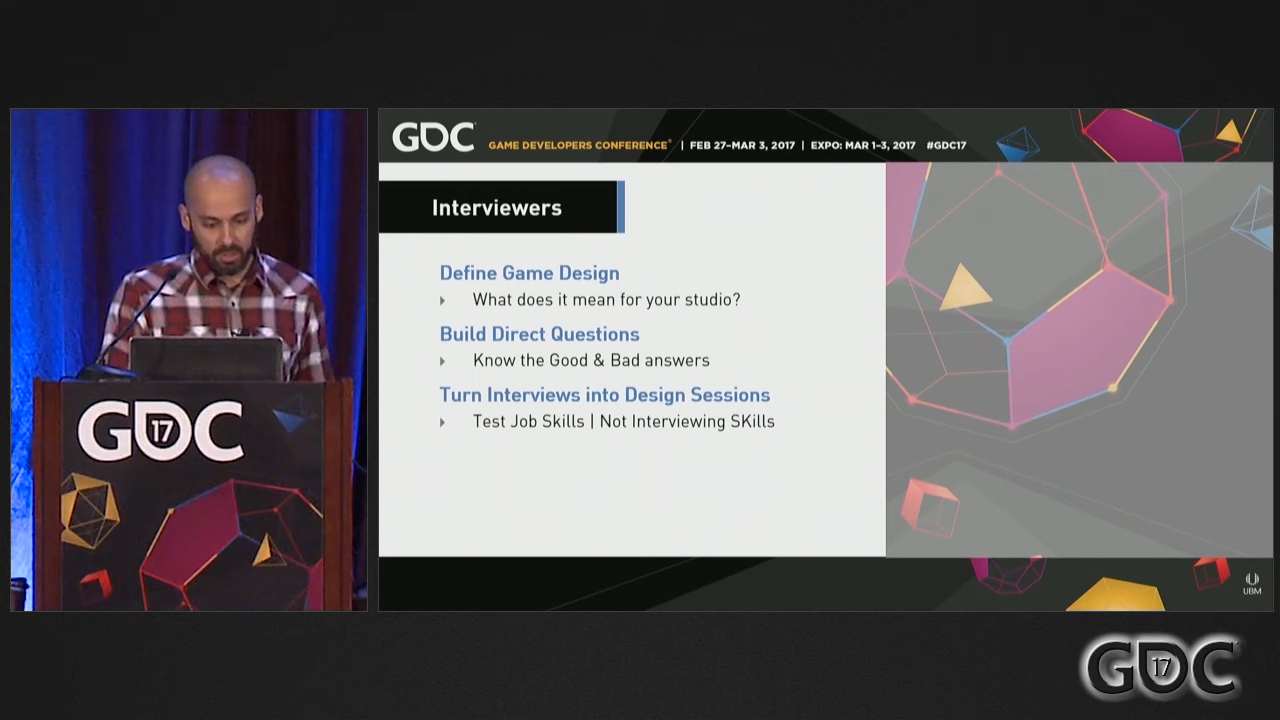 GDC
GAME DEVELOPERS CONFERENCE® | FEB 27–MAR 3, 2017 | EXPO: MAR 1–3, 2017 #GDC17
Interviewers
Define Game Design
What does it mean for your studio?
Build Direct Questions
Know the Good & Bad answers
Turn Interviews into Design Sessions
Test Job Skills | Not Interviewing SKills
GDC
17
UBM
GDC
17